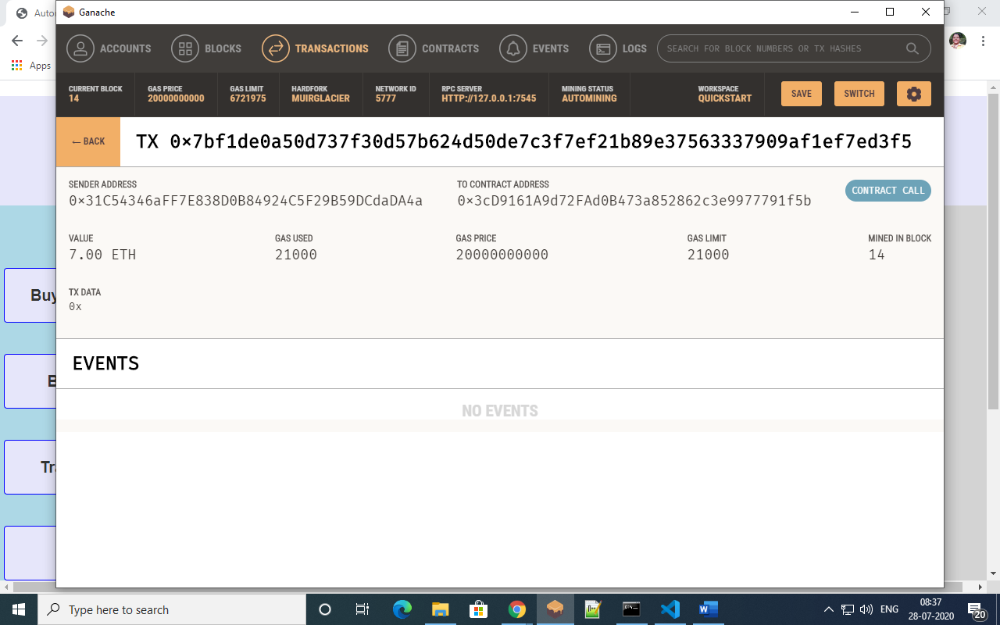 Ganache
Apps
ACCOUNTS BLOCKS TRANSACTIONS CONTRACTS EVENTS LOGS SEARCH FOR BLOCK NUMBERS OR TX HASHES
CURRENT BLOCK GAS PRICE GAS LIMIT HARDFORK NETWORK ID RPC SERVER MINING STATUS WORKSPACE
14 20000000000 6721975 MUIRGLACIER 5777 HTTP://127.0.0.1:7545 AUTOMINING QUICKSTART
SAVE SWITCH
← BACK TX 0×7bf1de0a50d737f30d57b624d50de7c3f7ef21b89e37563337909af1ef7ed3f5
SENDER ADDRESS TO CONTRACT ADDRESS
0×31C54346aFF7E838D0B84924C5F29B59DCdaDA4a 0×3cD9161A9d72FAd0B473a852862c3e9977791f5b
CONTRACT CALL
VALUE GAS USED GAS PRICE GAS LIMIT MINED IN BLOCK
7.00 ETH 21000 20000000000 21000 14
TX DATA
0x
EVENTS
NO EVENTS
Buy
Type here to search
ENG 08:37
28-07-2020 20